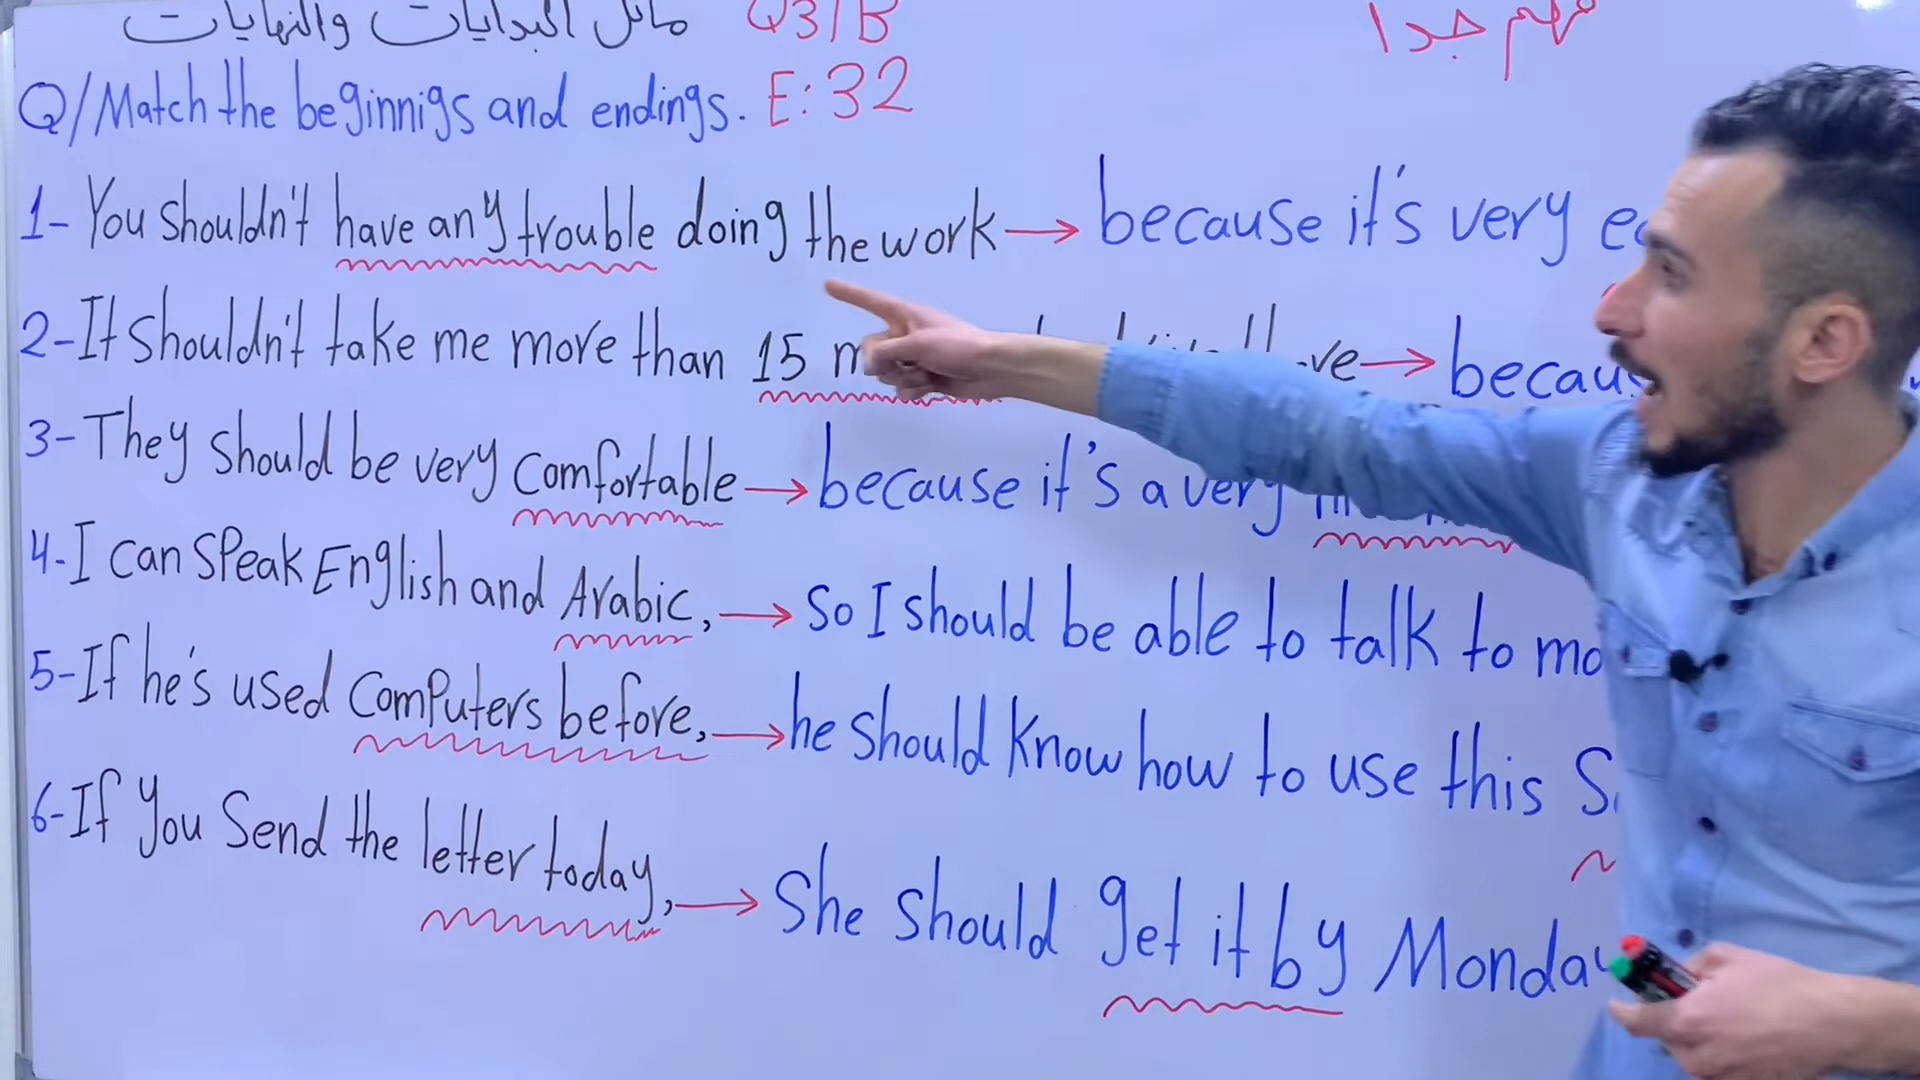 ماتل البدايات والنهايات Q3/B مهم جدا
Q/Match the beginnigs and endings. E:32
1- You shouldn't have any trouble doing the work → because it's very
2- It shouldn't take me more than 15 → becau
3- They should be very comfortable → because it's a very
4- I can speak English and Arabic, → so I should be able to talk to mo
5- If he's used computers before, → he should know how to use this S
6- If you send the letter today, → She should get it by Monday